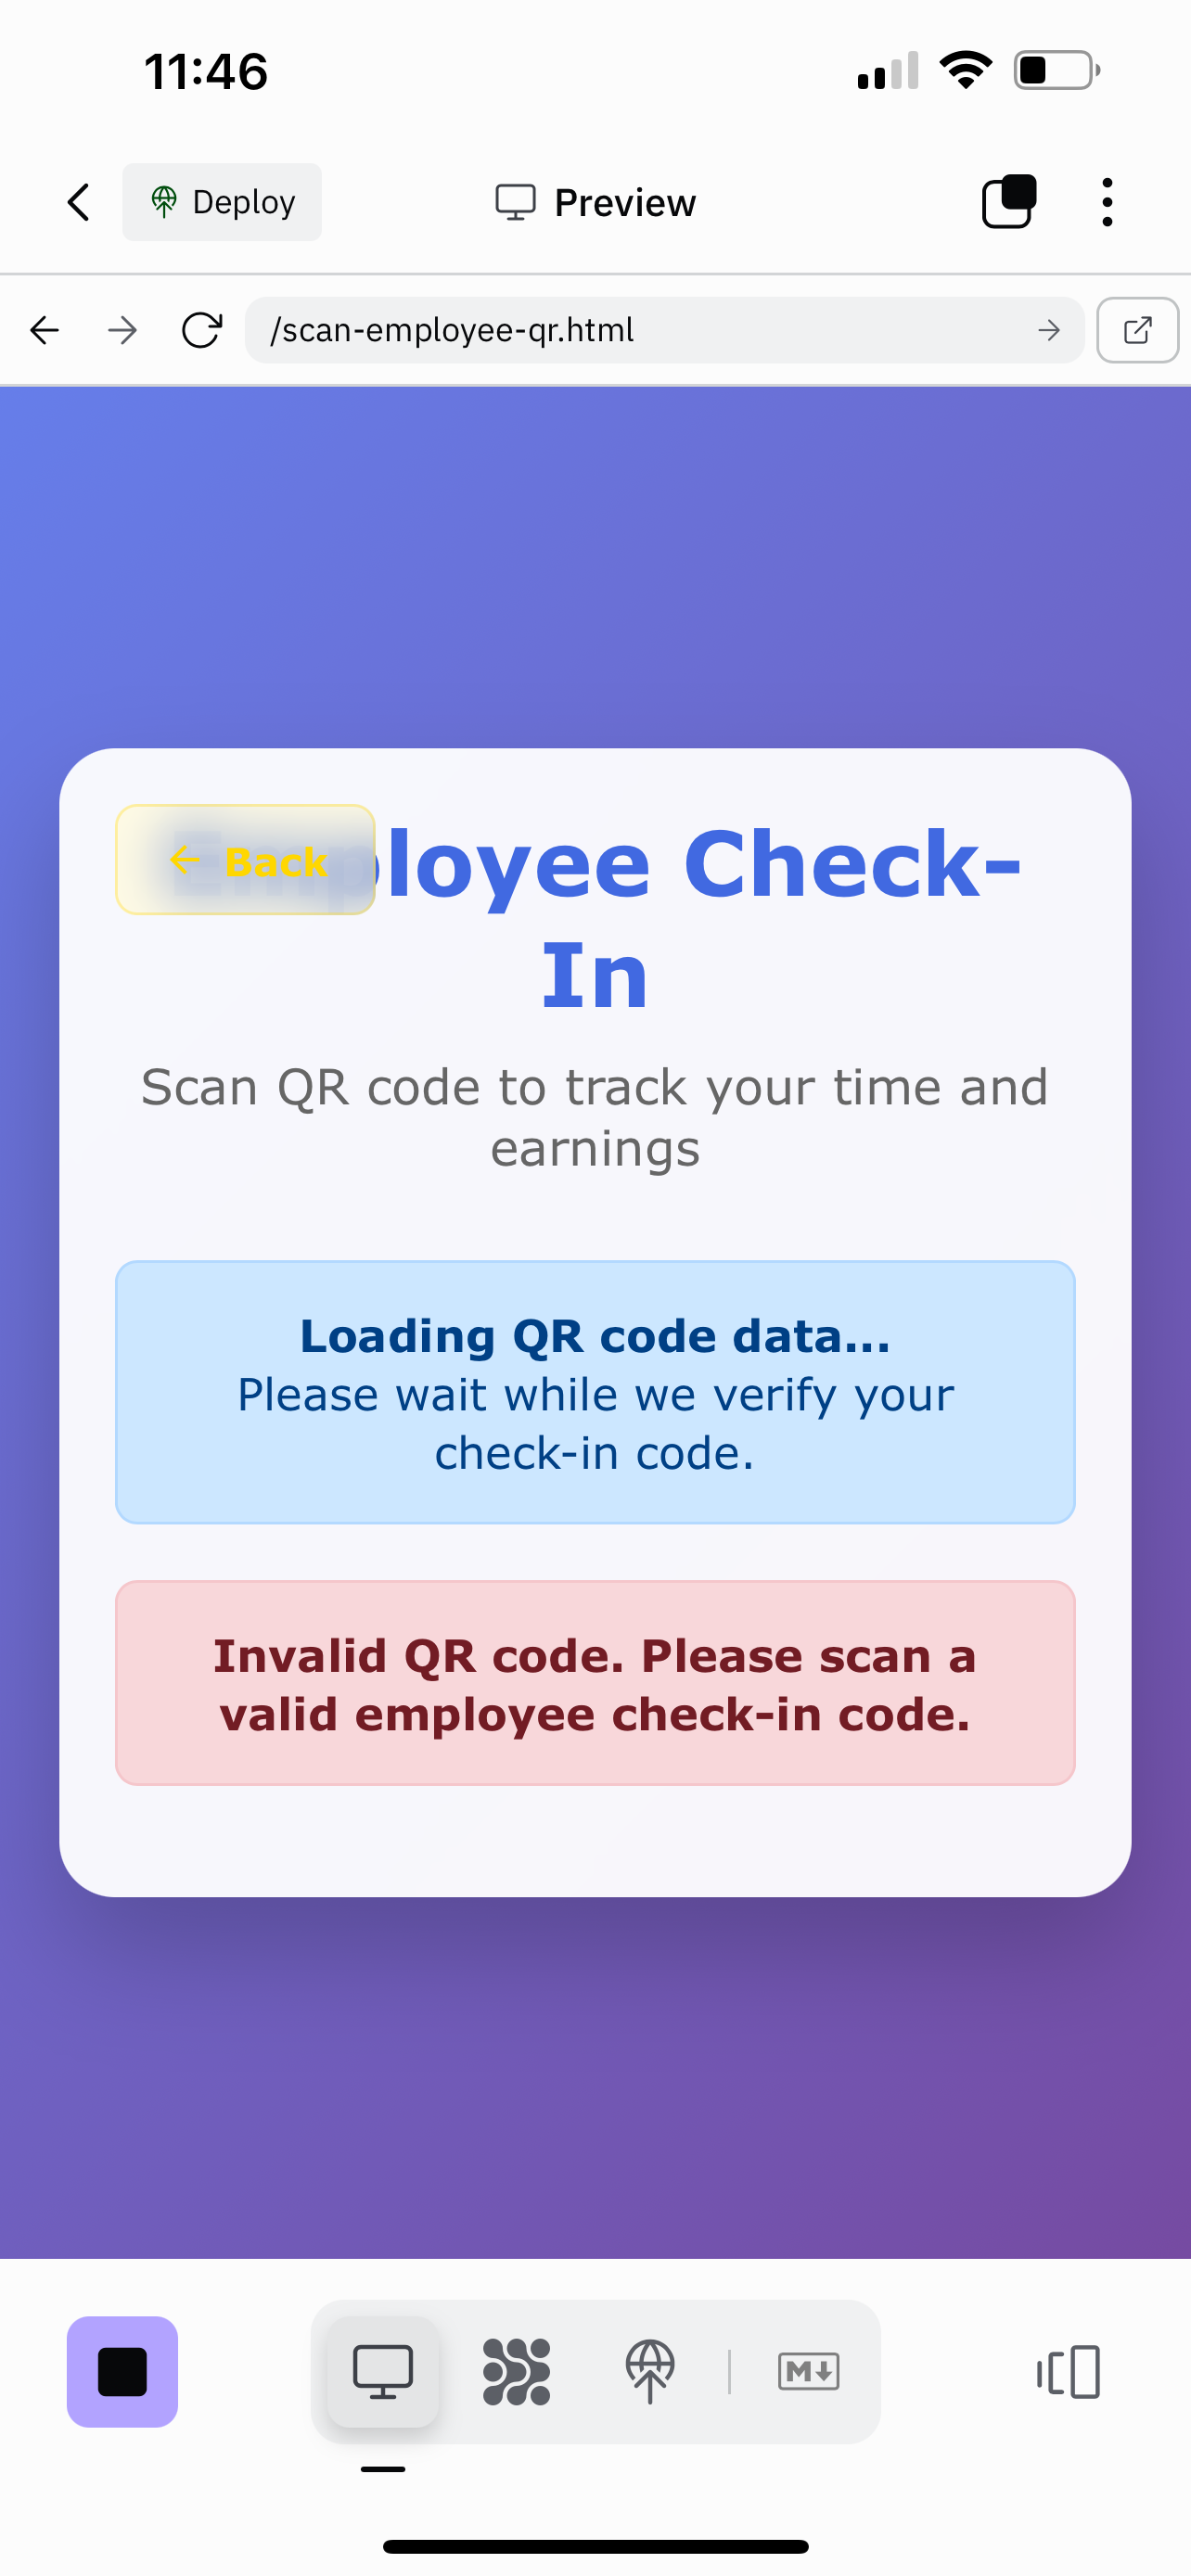 11:46
Deploy
Preview
/scan-employee-qr.html
← Back
Employee Check-
In
Scan QR code to track your time and
earnings
Loading QR code data...
Please wait while we verify your
check-in code.
Invalid QR code. Please scan a
valid employee check-in code.
M